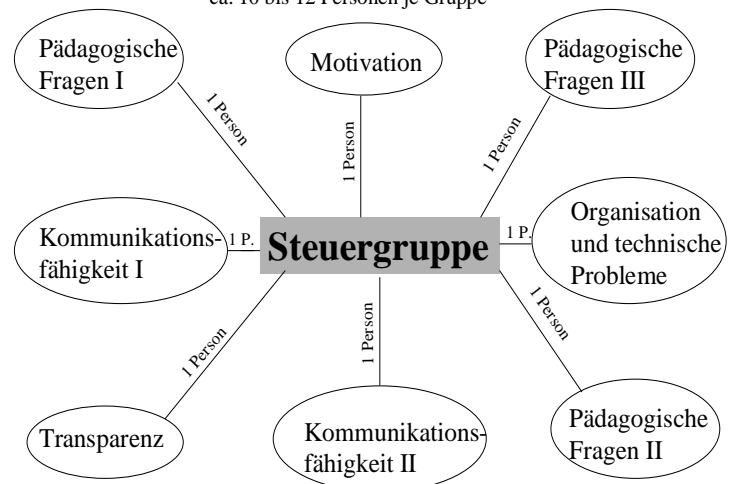 ca. 10 bis 12 Personen je Gruppe
Pädagogische
Fragen I
Motivation
Pädagogische
Fragen III
1 Person
1 Person
1 Person
Kommunikations-
fähigkeit I
1 P.
Steuergruppe
1 P.
Organisation
und technische
Probleme
1 Person
1 Person
1 Person
Transparenz
Kommunikations-
fähigkeit II
Pädagogische
Fragen II